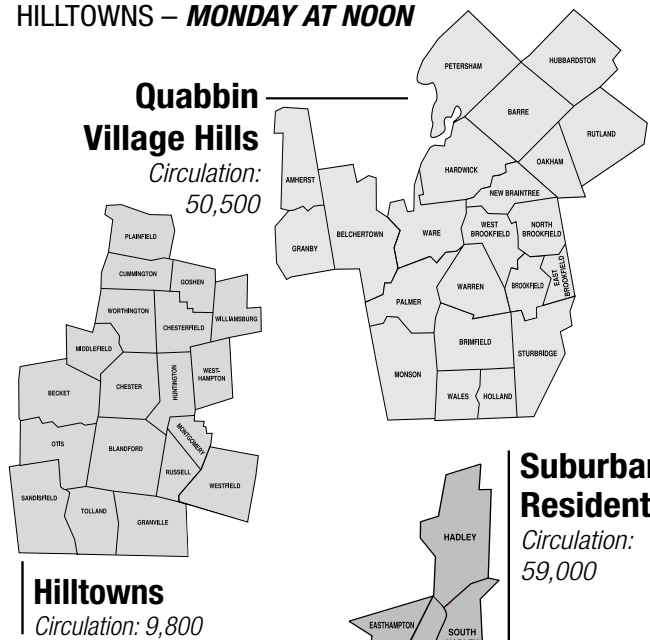 HILLTOWNS – MONDAY AT NOON
Quabbin
Village Hills
Circulation:
50,500
PETERSHAM
HUBBARDSTON
BARRE
RUTLAND
OAKHAM
HARDWICK
NEW BRAINTREE
AMHERST
GRANBY
BELCHERTOWN
WARE
WEST
BROOKFIELD
NORTH
BROOKFIELD
EAST
BROOKFIELD
BROOKFIELD
WARREN
PALMER
BRIMFIELD
STURBRIDGE
MONSON
WALES
HOLLAND
PLAINFIELD
CUMMINGTON
GOSHEN
WORTHINGTON
CHESTERFIELD
WILLIAMSBURG
MIDDLEFIELD
BECKET
CHESTER
HUNTINGTON
WEST-
HAMPTON
OTIS
BLANDFORD
MONTGOMERY
RUSSELL
WESTFIELD
SANDISFIELD
TOLLAND
GRANVILLE
Hilltowns
Circulation: 9,800
Suburban
Resident
Circulation:
59,000
HADLEY
EASTHAMPTON
SOUTH